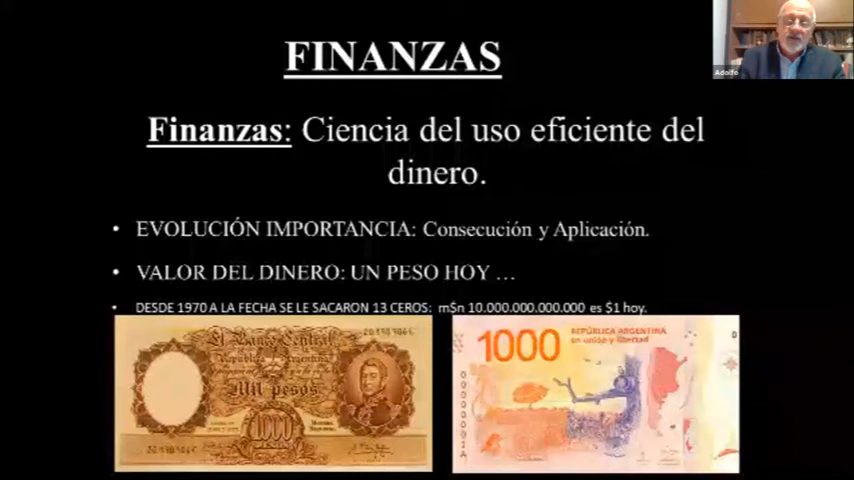 FINANZAS
Adolfo
Finanzas: Ciencia del uso eficiente del
dinero.
• EVOLUCIÓN IMPORTANCIA: Consecución y Aplicación.
• VALOR DEL DINERO: UN PESO HOY …
• DESDE 1970 A LA FECHA SE LE SACARON 13 CEROS: m$n 10.000.000.000.000 es $1 hoy.
El Banco Central
República Argentina
Mil pesos
1000
1000
REPÚBLICA ARGENTINA
en unión y libertad